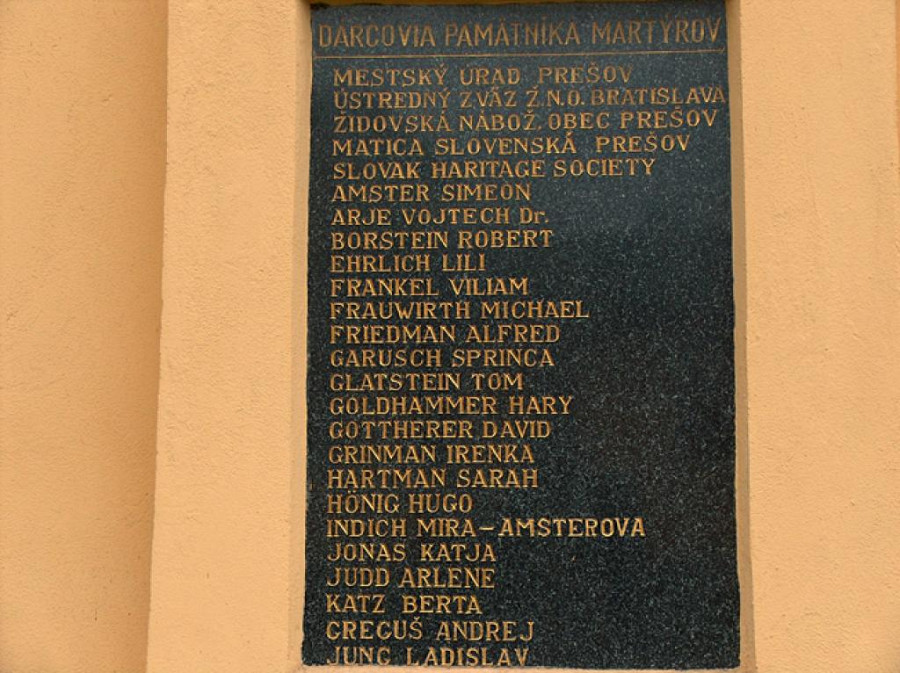 DARCOVIA PAMÄTNÍKA MARTÝROV
MESTSKÝ ÚRAD PREŠOV
ÚSTREDNÝ ZVÄZ Ž.N.O. BRATISLAVA
ŽIDOVSKÁ NÁBOŽ. OBEC PREŠOV
MATICA SLOVENSKÁ PREŠOV
SLOVAK HARITAGE SOCIETY
AMSTER SIMEON
ARJE VOJTECH Dr.
BORSTEIN ROBERT
EHRLICH LILI
FRANKEL VILIAM
FRAUWIRTH MICHAEL
FRIEDMAN ALFRED
GARUSCH SPRINCA
GLATSTEIN TOM
GOLDHAMMER HARY
GOTTHERER DAVID
GRINMAN IRENKA
HARTMAN SARAH
HÖNIG HUGO
INDICH MIRA-AMSTEROVA
JONAS KATJA
JUDD ARLENE
KATZ BERTA
GREGUŠ ANDREJ
JUNG LADISLAV